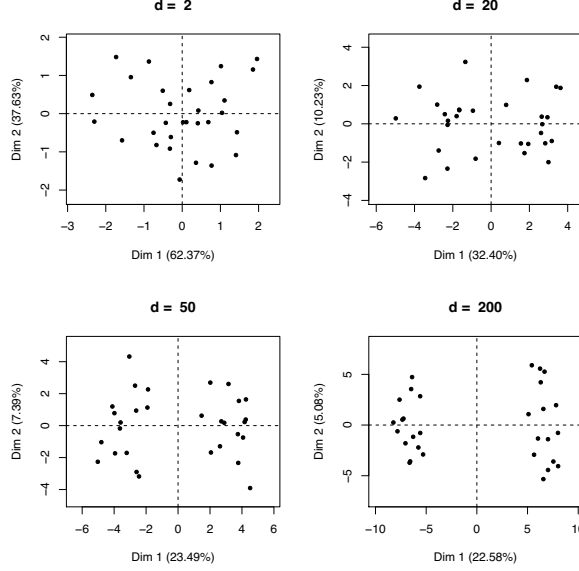 d = 2
2
1
0
−1
−2
Dim 2 (37.63%)
−3 −2 −1 0 1 2
Dim 1 (62.37%)
d = 20
4
2
0
−2
−4
Dim 2 (10.23%)
−6 −4 −2 0 2 4
Dim 1 (32.40%)
d = 50
4
2
0
−2
−4
Dim 2 (7.39%)
−6 −4 −2 0 2 4 6
Dim 1 (23.49%)
d = 200
5
0
−5
Dim 2 (5.08%)
−10 −5 0 5 10
Dim 1 (22.58%)